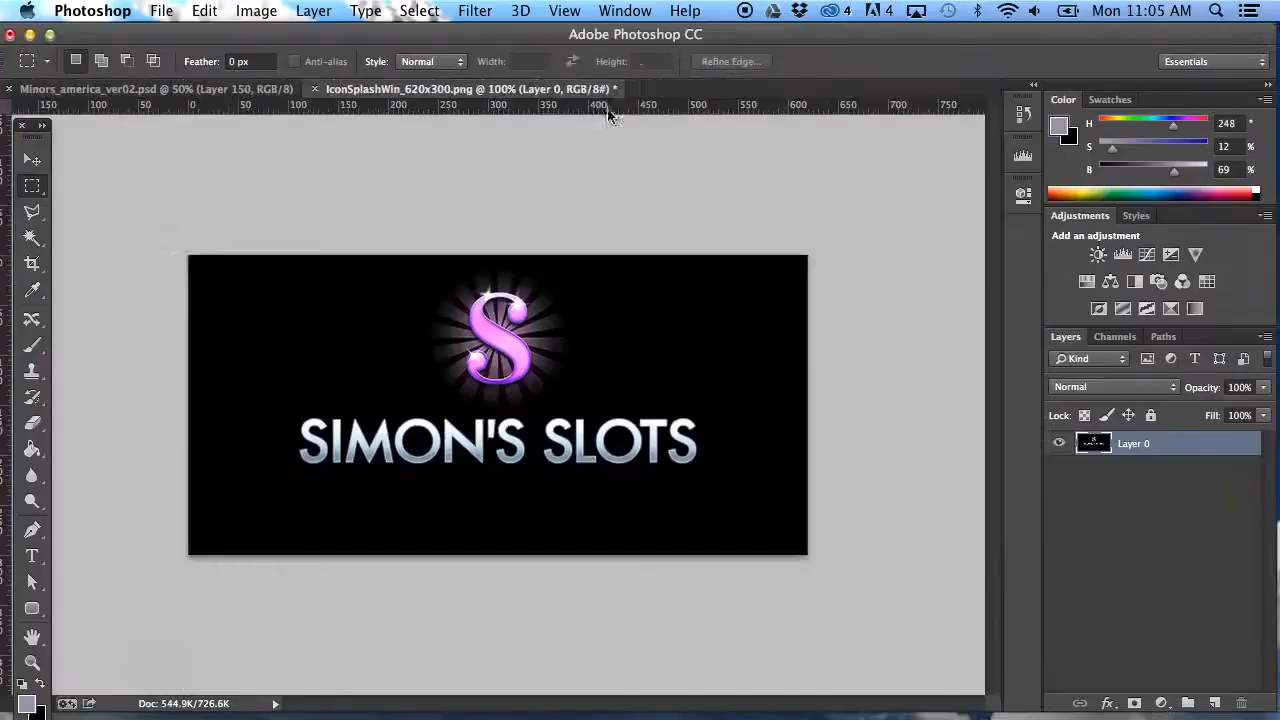 Photoshop File Edit Image Layer Type Select Filter 3D View Window Help 4 4 Mon 11:05 AM
Adobe Photoshop CC
Feather: 0 px Anti-alias Style: Normal Width: Height: Refine Edge... Essentials
Minors_america_ver02.psd @ 50% (Layer 150, RGB/8) IconSplashWin_620x300.png @ 100% (Layer 0, RGB/8#) *
150 100 50 0 50 100 150 200 250 300 350 400 450 500 550 600 650 700 750
Color Swatches
H 248 °
S 12 %
B 69 %
Adjustments Styles
Add an adjustment
S
SIMON'S SLOTS
Layers Channels Paths
Kind
Normal Opacity: 100%
Lock: Fill: 100%
Layer 0
Doc: 544.9K/726.6K